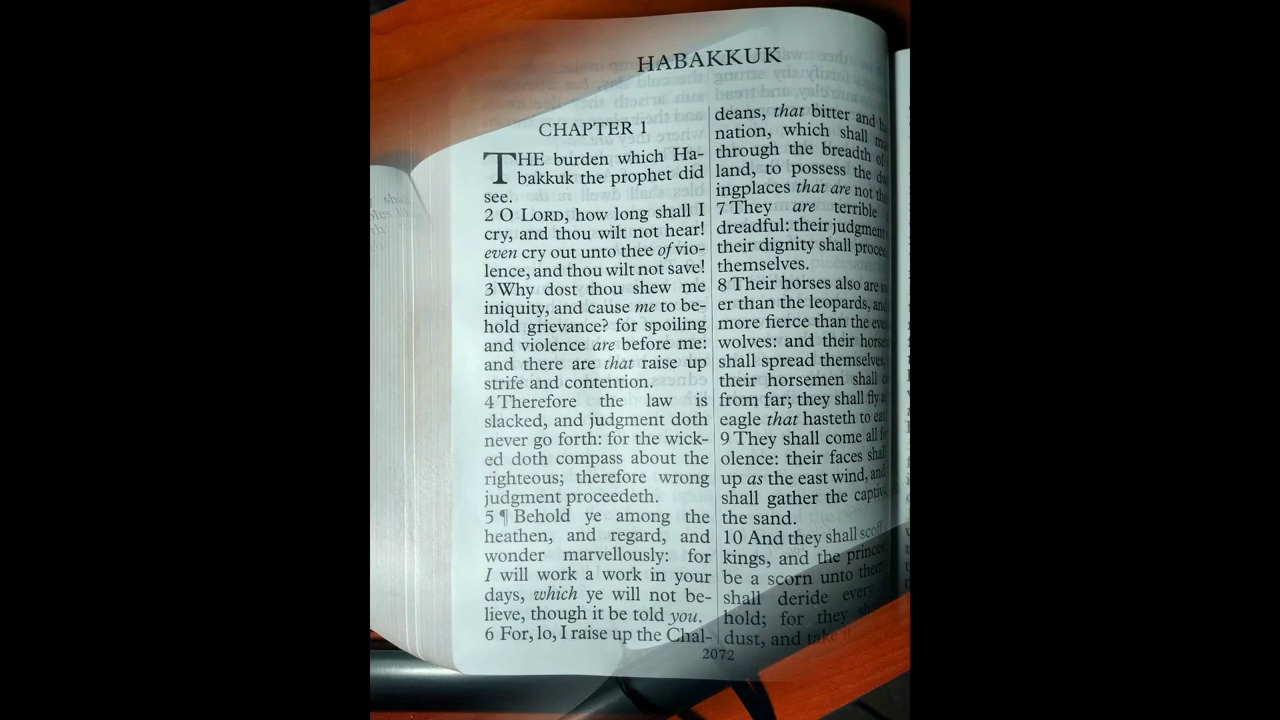 HABAKKUK
CHAPTER 1
THE burden which Ha-
bakkuk the prophet did
see.
2 O LORD, how long shall I
cry, and thou wilt not hear!
even cry out unto thee of vio-
lence, and thou wilt not save!
3 Why dost thou shew me
iniquity, and cause me to be-
hold grievance? for spoiling
and violence are before me:
and there are that raise up
strife and contention.
4 Therefore the law is
slacked, and judgment doth
never go forth: for the wick-
ed doth compass about the
righteous; therefore wrong
judgment proceedeth.
5 ¶ Behold ye among the
heathen, and regard, and
wonder marvellously: for
I will work a work in your
days, which ye will not be-
lieve, though it be told you.
6 For, lo, I raise up the Chal-
deans, that bitter and
nation, which shall
through the breadth of
land, to possess the
ingplaces that are not
7 They are terrible
dreadful: their judgment
their dignity shall
themselves.
8 Their horses also are
er than the leopards, and
more fierce than the
wolves: and their
shall spread themselves,
their horsemen shall
from far; they shall fly
eagle that hasteth to eat.
9 They shall come all
olence: their faces shall
up as the east wind, and
shall gather the
the sand.
10 And they shall scoff
kings, and the
be a scorn unto
shall deride every
hold; for they
dust, and take
2072